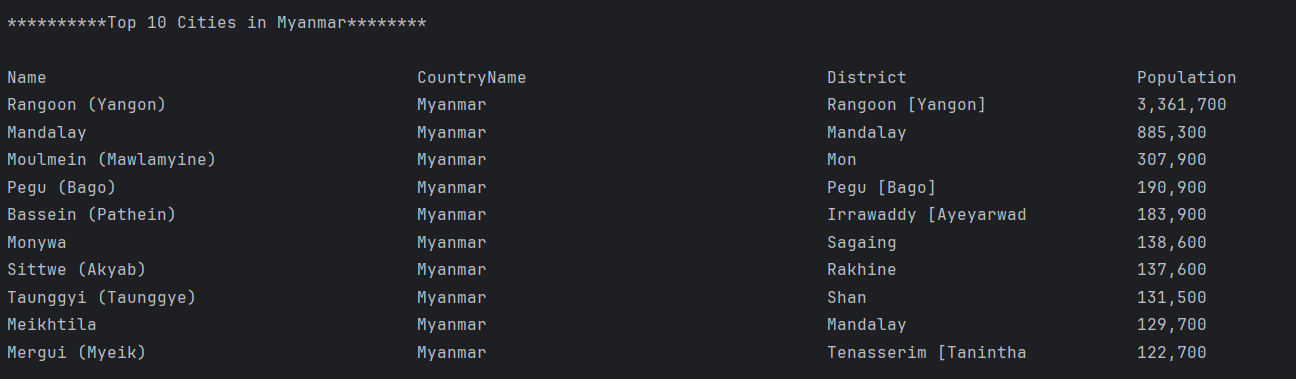 **********Top 10 Cities in Myanmar********
Name CountryName District Population
Rangoon (Yangon) Myanmar Rangoon [Yangon] 3,361,700
Mandalay Myanmar Mandalay 885,300
Moulmein (Mawlamyine) Myanmar Mon 307,900
Pegu (Bago) Myanmar Pegu [Bago] 190,900
Bassein (Pathein) Myanmar Irrawaddy [Ayeyarwad 183,900
Monywa Myanmar Sagaing 138,600
Sittwe (Akyab) Myanmar Rakhine 137,600
Taunggyi (Taunggye) Myanmar Shan 131,500
Meikhtila Myanmar Mandalay 129,700
Mergui (Myeik) Myanmar Tenasserim [Tanintha 122,700